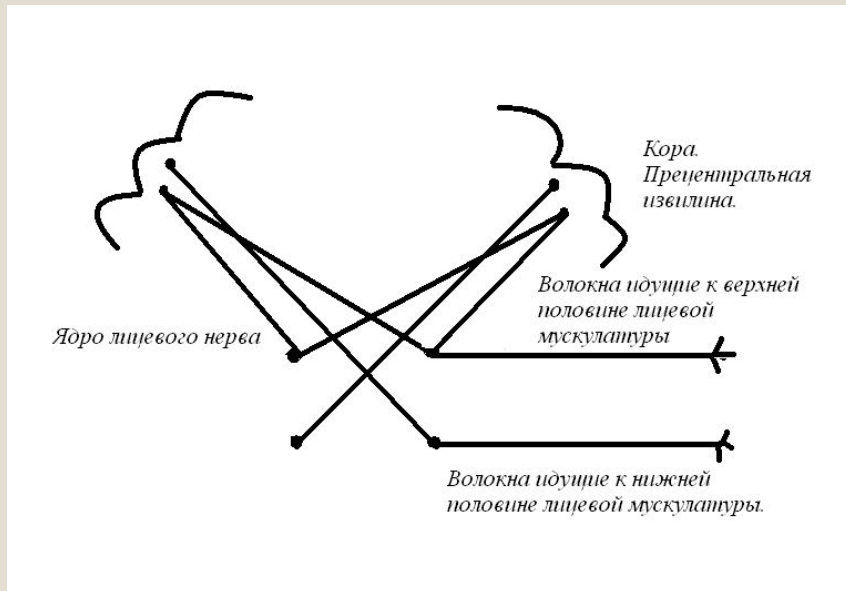 Кора.
Прецентральная
извилина.
Волокна идущие к верхней
половине лицевой
мускулатуры
Ядро лицевого нерва
Волокна идущие к нижней
половине лицевой мускулатуры.